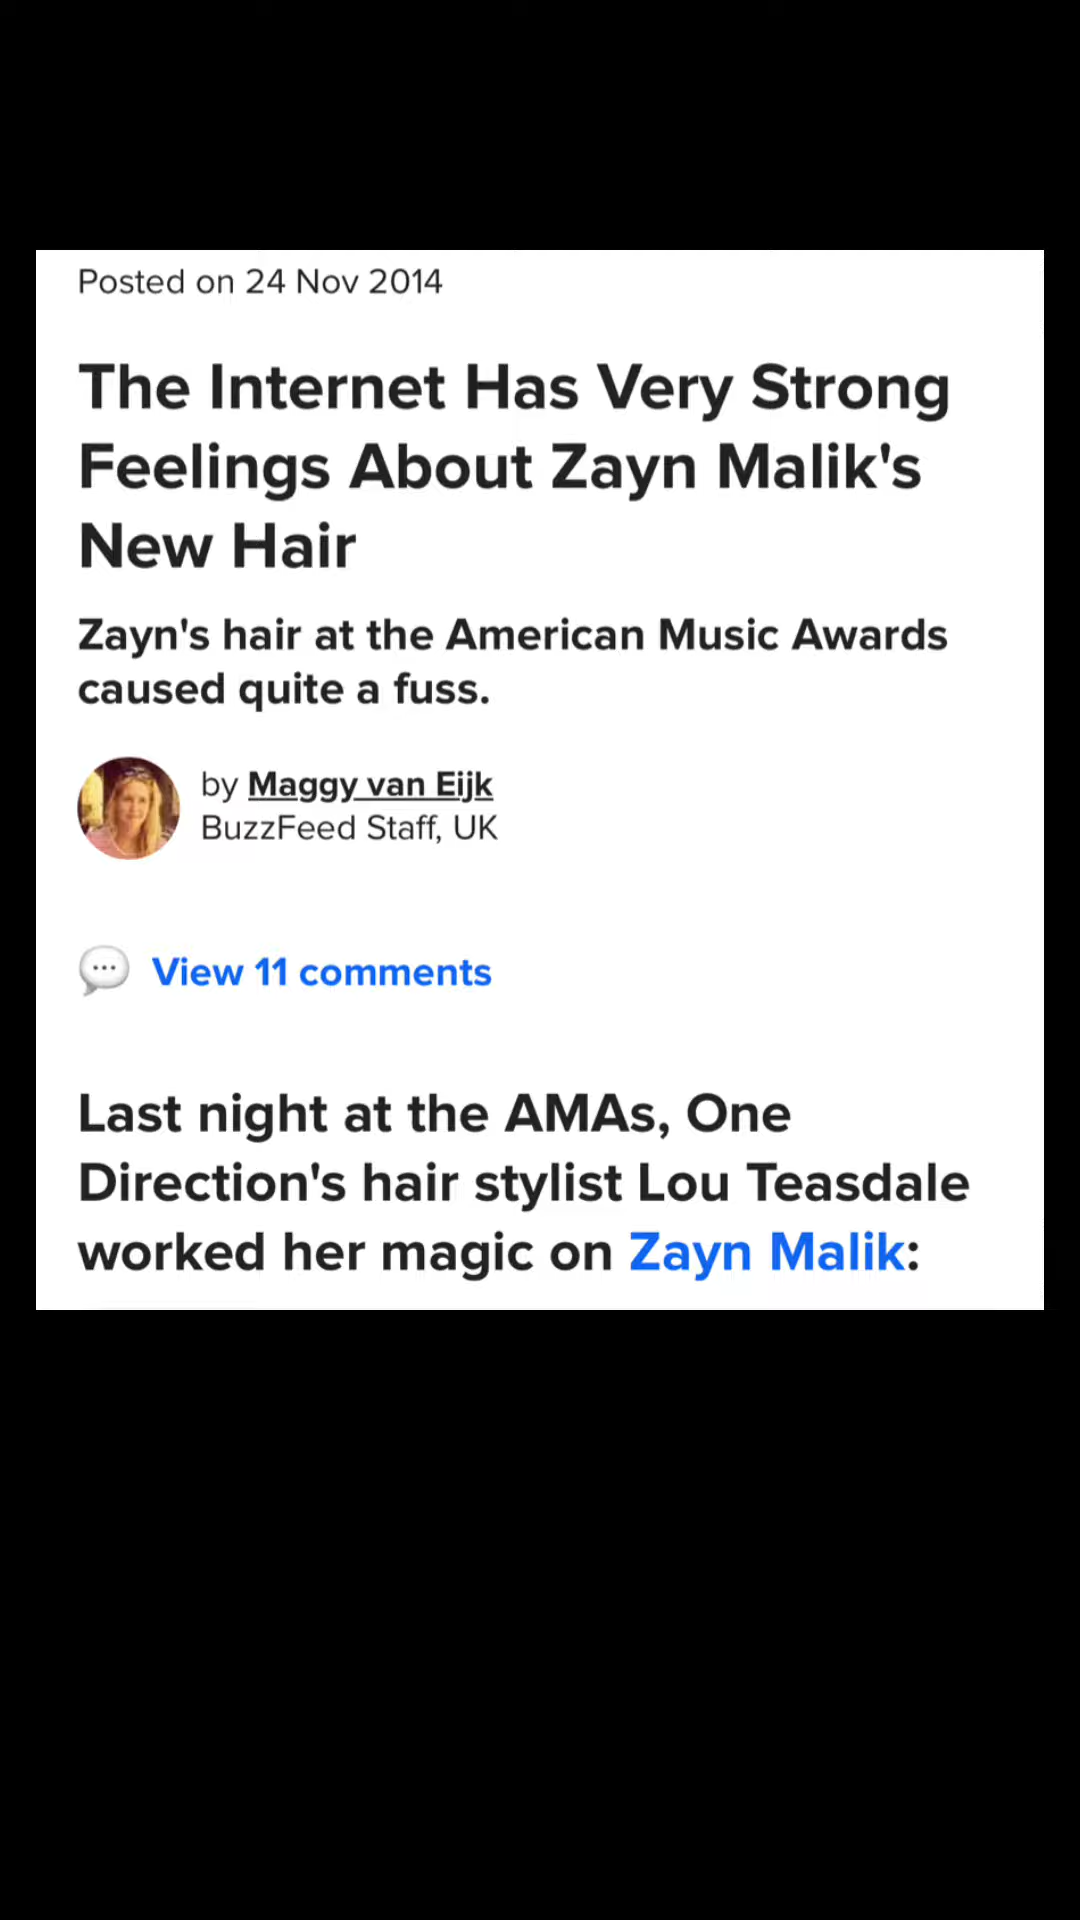 Posted on 24 Nov 2014
The Internet Has Very Strong
Feelings About Zayn Malik's
New Hair
Zayn's hair at the American Music Awards
caused quite a fuss.
by Maggy van Eijk
BuzzFeed Staff, UK
View 11 comments
Last night at the AMAs, One
Direction's hair stylist Lou Teasdale
worked her magic on Zayn Malik: